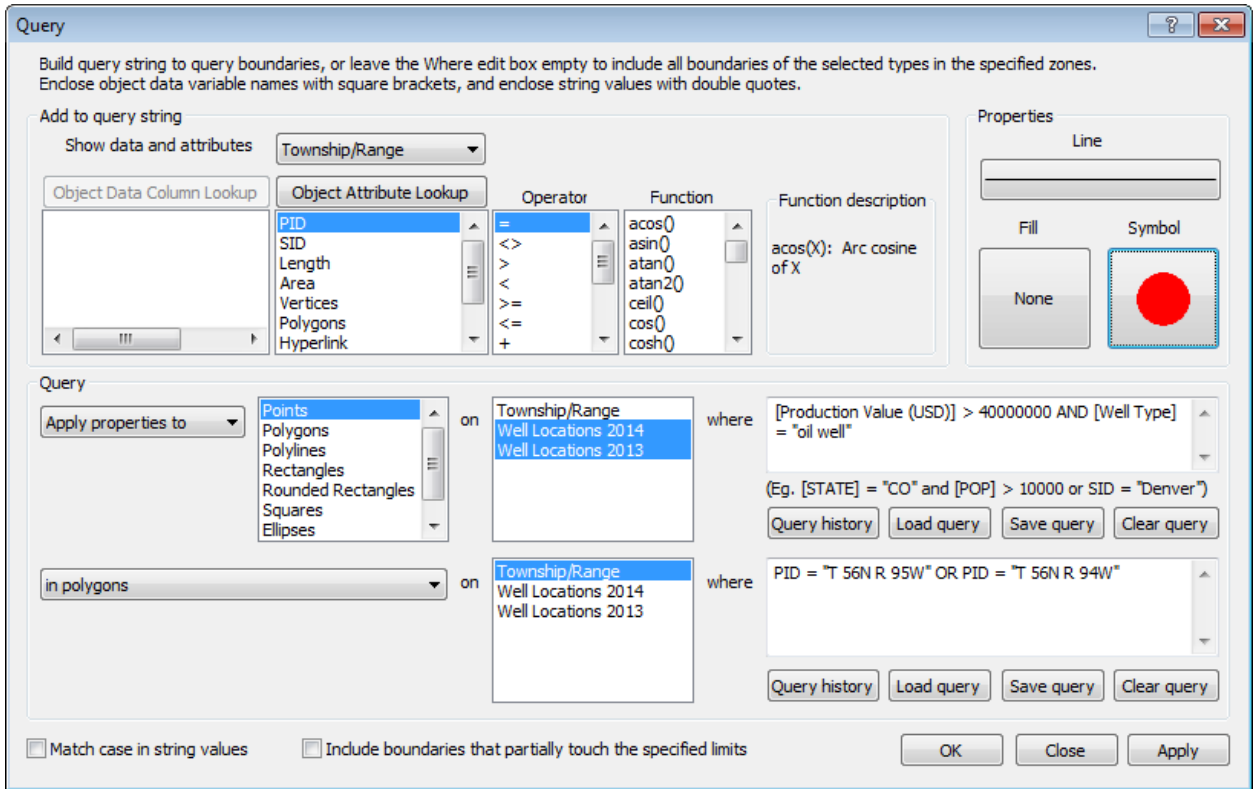 Query
Build query string to query boundaries, or leave the Where edit box empty to include all boundaries of the selected types in the specified zones.
Enclose object data variable names with square brackets, and enclose string values with double quotes.
Add to query string
Show data and attributes
Township/Range
Object Data Column Lookup
Object Attribute Lookup
Operator
Function
PID
SID
Length
Area
Vertices
Polygons
Hyperlink
=
<>
>
<
>=
<=
+
acos()
asin()
atan()
atan2()
ceil()
cos()
cosh()
Function description
acos(X): Arc cosine
of X
Properties
Line
Fill
Symbol
None
Query
Apply properties to
Points
Polygons
Polylines
Rectangles
Rounded Rectangles
Squares
Ellipses
on
Township/Range
Well Locations 2014
Well Locations 2013
where
[Production Value (USD)] > 40000000 AND [Well Type]
= "oil well"
(Eg. [STATE] = "CO" and [POP] > 10000 or SID = "Denver")
Query history
Load query
Save query
Clear query
in polygons
on
Township/Range
Well Locations 2014
Well Locations 2013
where
PID = "T 56N R 95W" OR PID = "T 56N R 94W"
Query history
Load query
Save query
Clear query
Match case in string values
Include boundaries that partially touch the specified limits
OK
Close
Apply